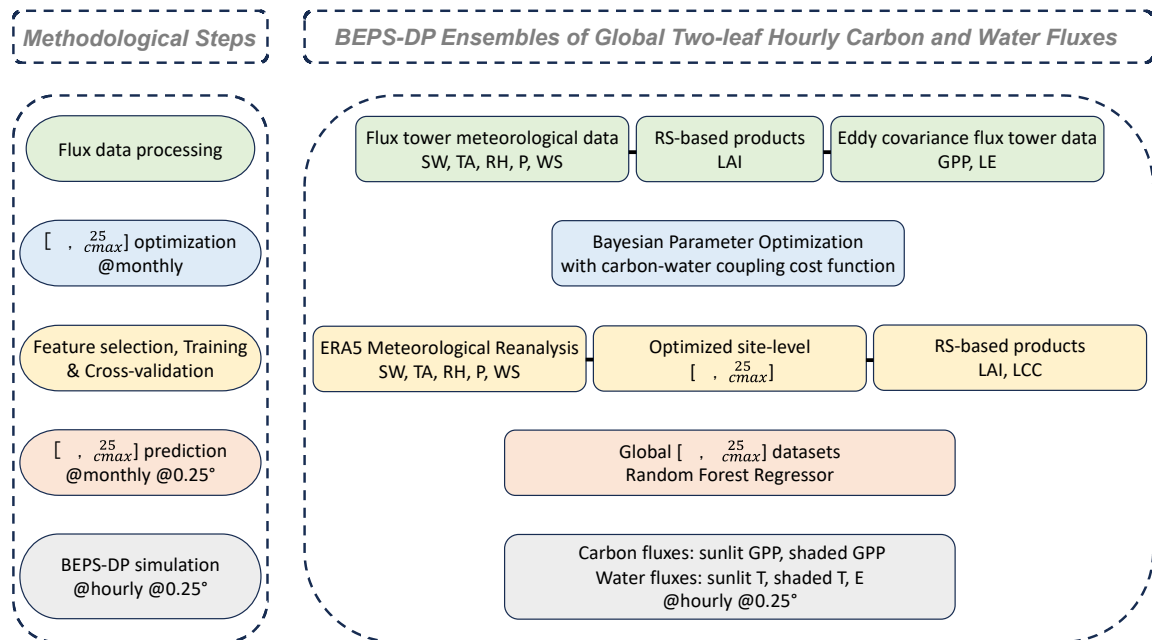 Methodological Steps
BEPS-DP Ensembles of Global Two-leaf Hourly Carbon and Water Fluxes
Flux data processing
Flux tower meteorological data
SW, TA, RH, P, WS
RS-based products
LAI
Eddy covariance flux tower data
GPP, LE
[ , 25 cmax] optimization
@monthly
Bayesian Parameter Optimization
with carbon-water coupling cost function
Feature selection, Training
& Cross-validation
ERA5 Meteorological Reanalysis
SW, TA, RH, P, WS
Optimized site-level
[ , 25 cmax]
RS-based products
LAI, LCC
[ , 25 cmax] prediction
@monthly @0.25°
Global [ , 25 cmax] datasets
Random Forest Regressor
BEPS-DP simulation
@hourly @0.25°
Carbon fluxes: sunlit GPP, shaded GPP
Water fluxes: sunlit T, shaded T, E
@hourly @0.25°